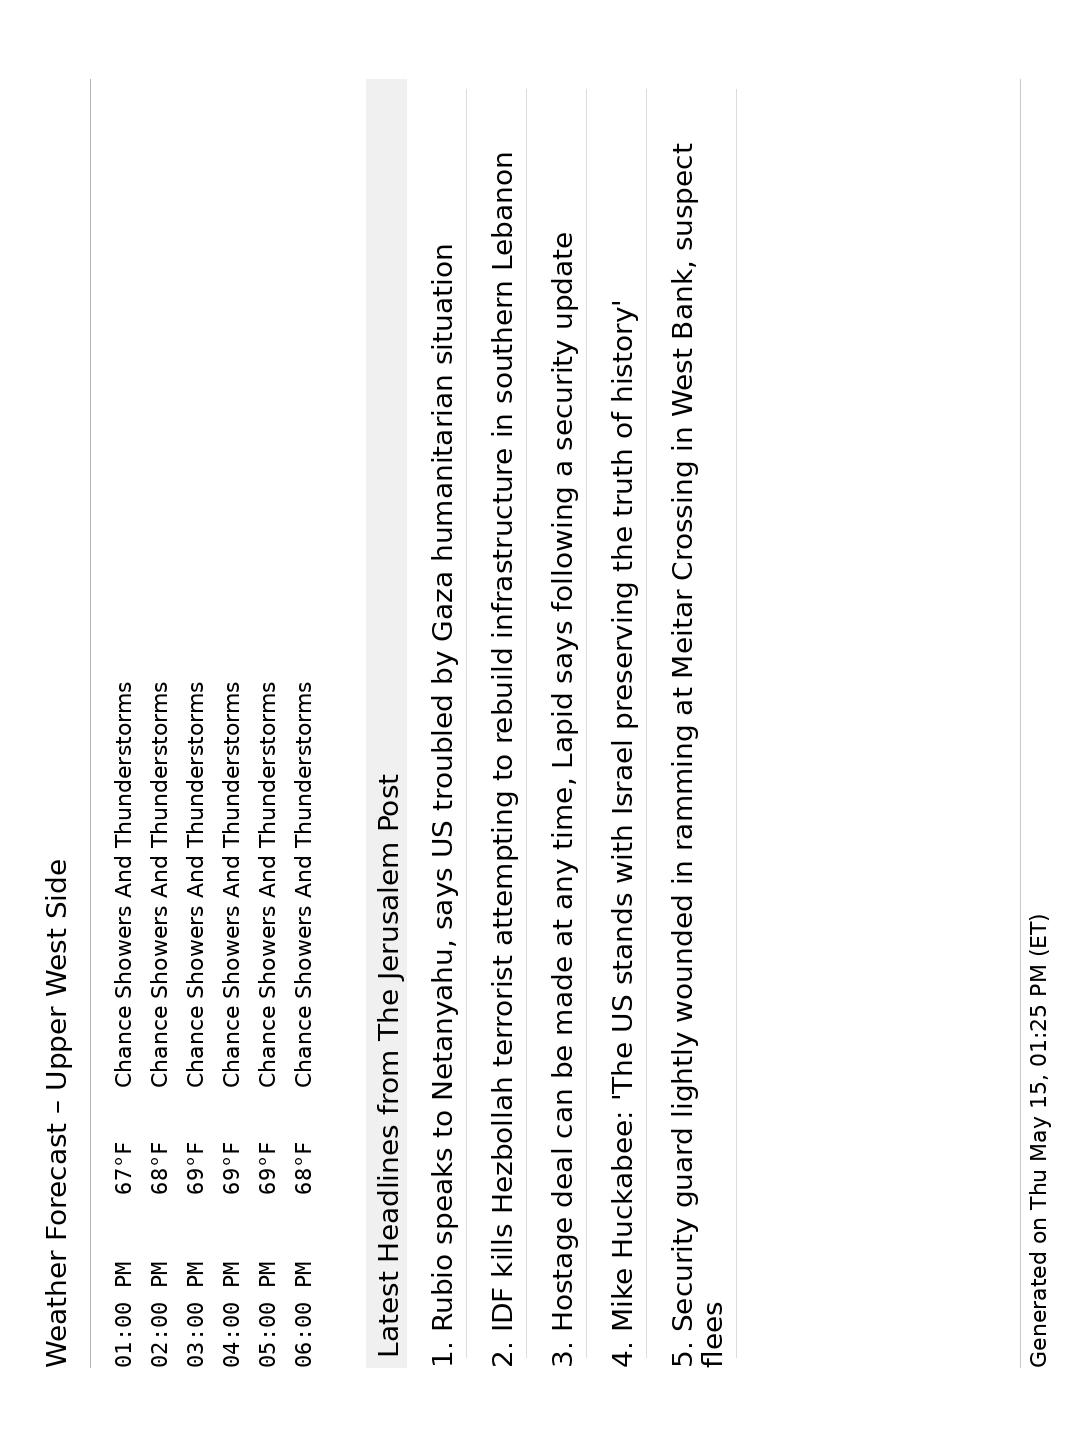 Weather Forecast – Upper West Side
01:00 PM 67°F Chance Showers And Thunderstorms
02:00 PM 68°F Chance Showers And Thunderstorms
03:00 PM 69°F Chance Showers And Thunderstorms
04:00 PM 69°F Chance Showers And Thunderstorms
05:00 PM 69°F Chance Showers And Thunderstorms
06:00 PM 68°F Chance Showers And Thunderstorms
Latest Headlines from The Jerusalem Post
1. Rubio speaks to Netanyahu, says US troubled by Gaza humanitarian situation
2. IDF kills Hezbollah terrorist attempting to rebuild infrastructure in southern Lebanon
3. Hostage deal can be made at any time, Lapid says following a security update
4. Mike Huckabee: 'The US stands with Israel preserving the truth of history'
5. Security guard lightly wounded in ramming at Meitar Crossing in West Bank, suspect
flees
Generated on Thu May 15, 01:25 PM (ET)